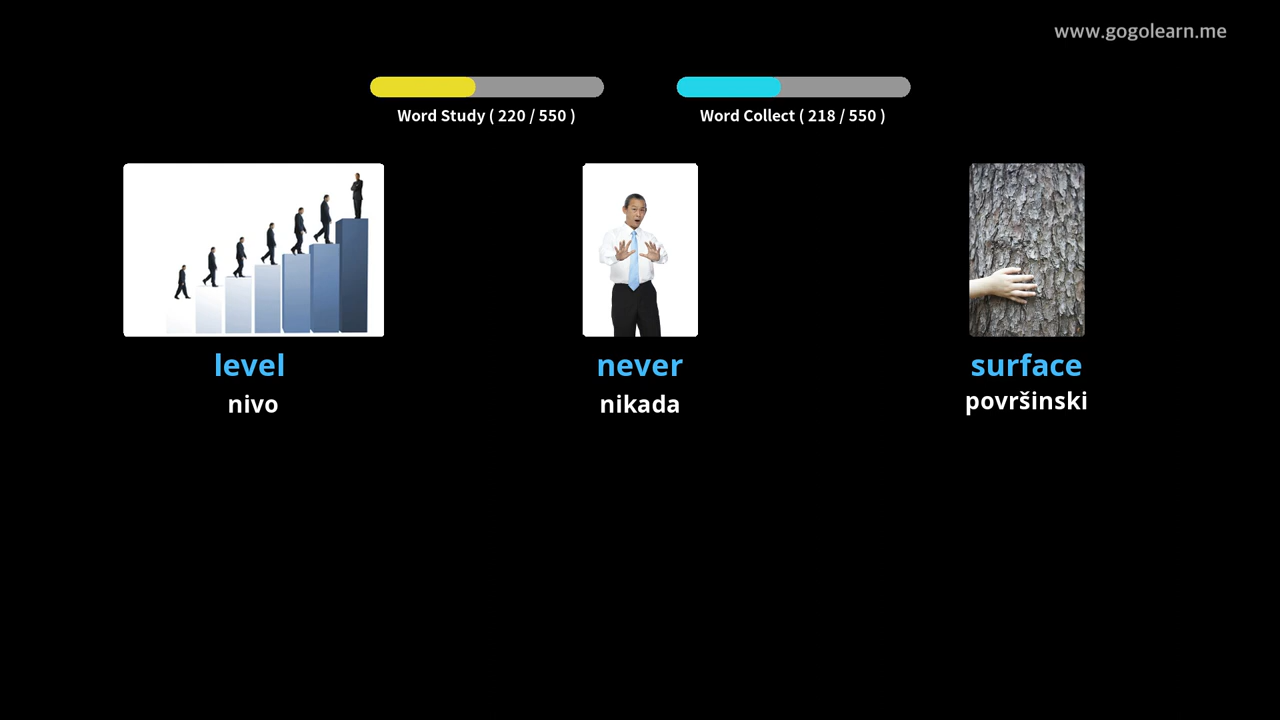 www.gogolearn.me
Word Study ( 220 / 550 )
Word Collect ( 218 / 550 )
level
never
surface
nivo
nikada
površinski